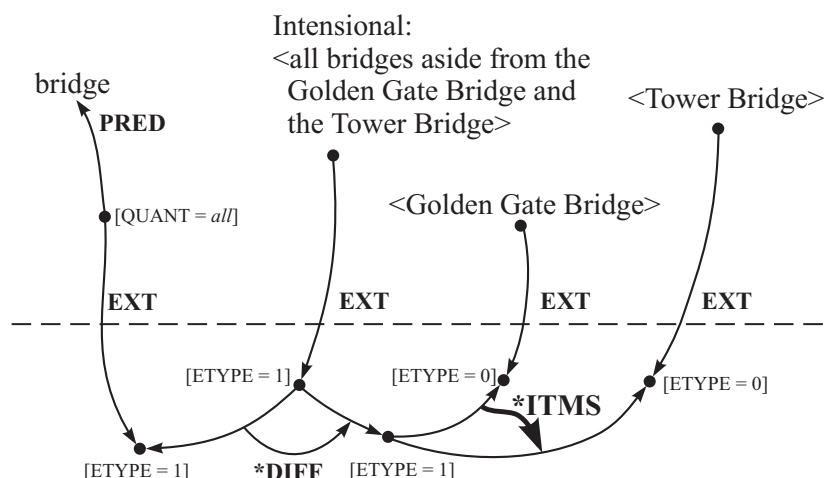 Intensional:
<all bridges aside from the
Golden Gate Bridge and
the Tower Bridge>
bridge
<Tower Bridge>
PRED
<Golden Gate Bridge>
[QUANT = all]
EXT
EXT
EXT
EXT
[ETYPE = 1]
[ETYPE = 0]
[ETYPE = 0]
*ITMS
[ETYPE = 1]
*DIFF
[ETYPE = 1]